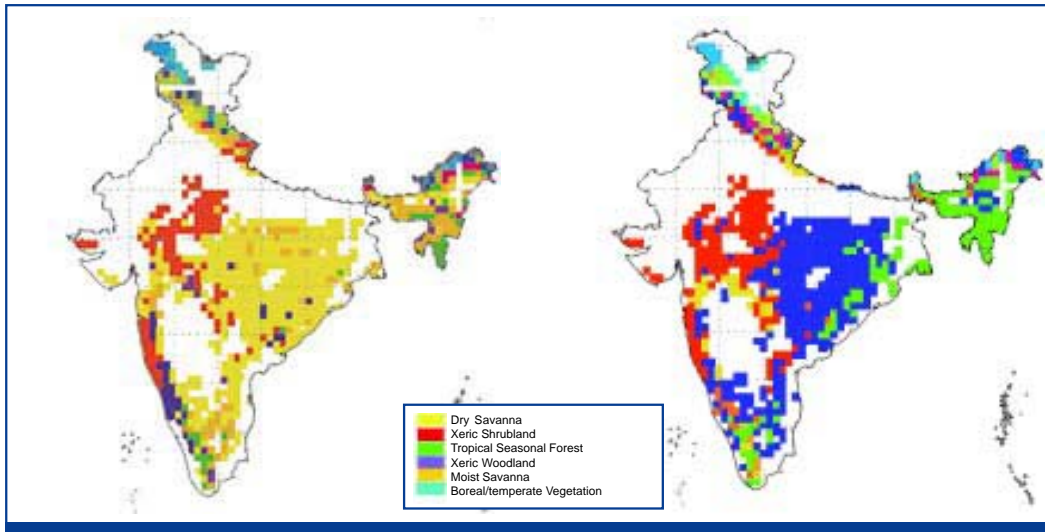 Dry Savanna
Xeric Shrubland
Tropical Seasonal Forest
Xeric Woodland
Moist Savanna
Boreal/temperate Vegetation